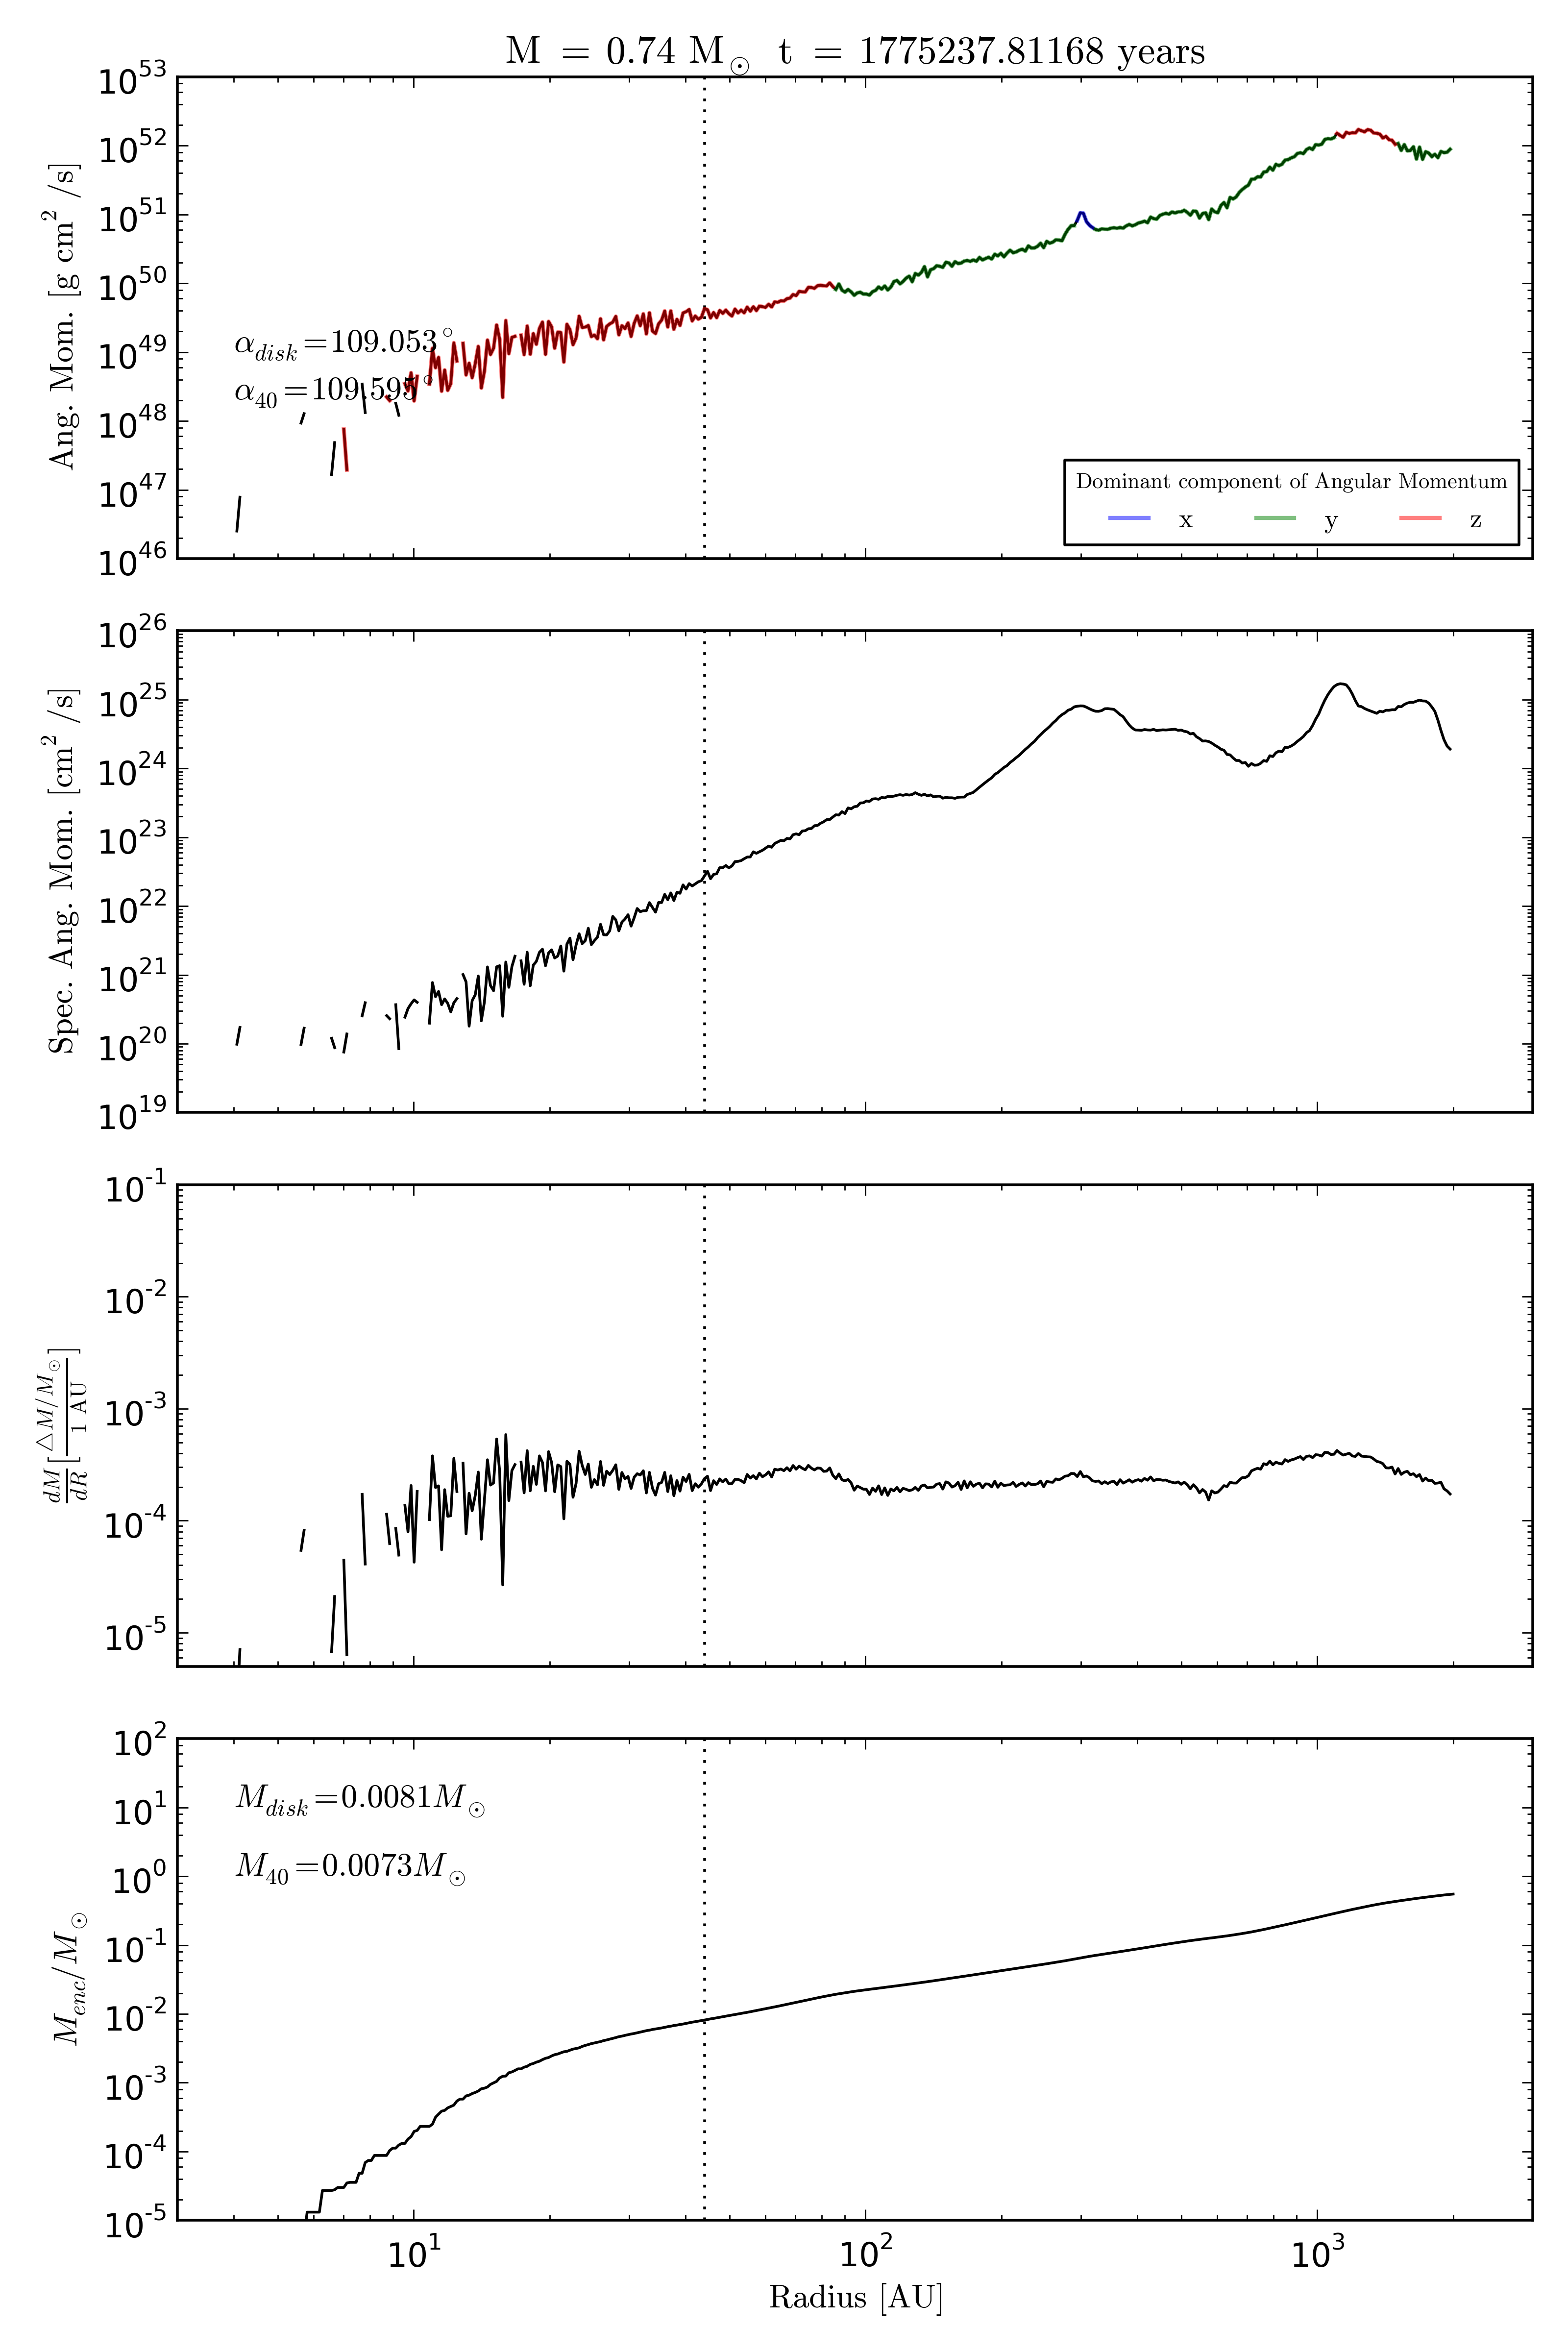 M = 0.74 M⊙ t = 1775237.81168 years
10^53
10^52
10^51
10^50
10^49
10^48
10^47
10^46
Ang. Mom. [g cm^2 /s]
α_disk=109.053°
α_40=109.595°
Dominant component of Angular Momentum
x y z
10^26
10^25
10^24
10^23
10^22
10^21
10^20
10^19
Spec. Ang. Mom. [cm^2 /s]
10^-1
10^-2
10^-3
10^-4
10^-5
dM/dR [△M/M⊙ / 1 AU]
10^2
10^1
10^0
10^-1
10^-2
10^-3
10^-4
10^-5
M_enc/M⊙
M_disk=0.0081M⊙
M_40=0.0073M⊙
10^1 10^2 10^3
Radius [AU]